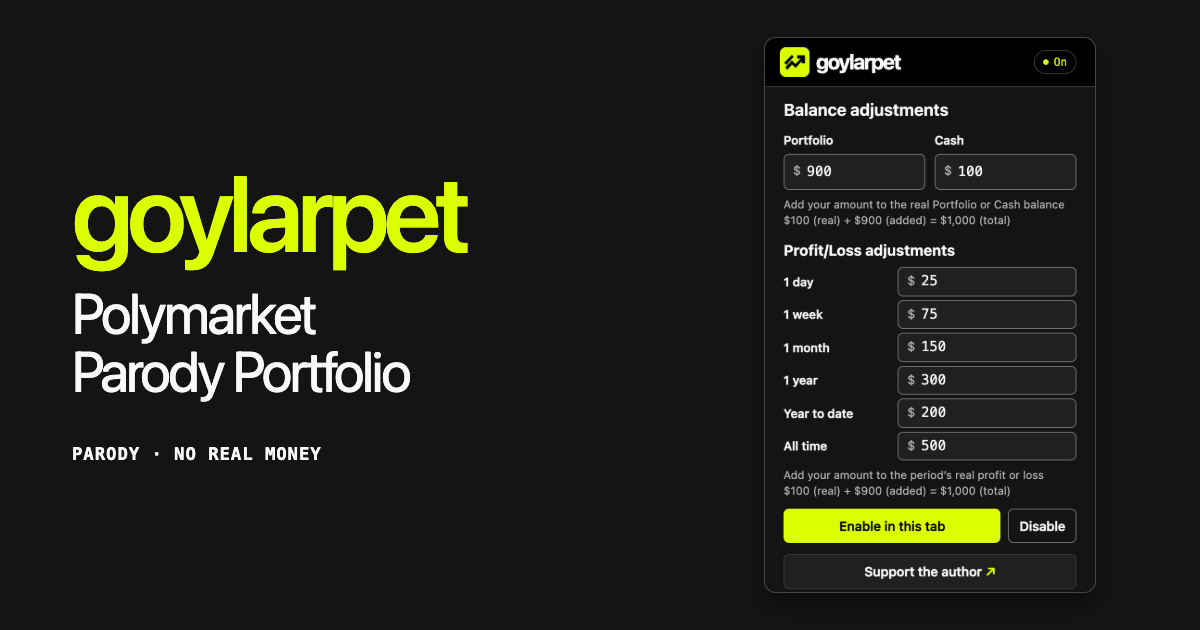 goylarpet
Polymarket
Parody Portfolio
PARODY · NO REAL MONEY
goylarpet
On
Balance adjustments
Portfolio Cash
$ 900 $ 100
Add your amount to the real Portfolio or Cash balance
$100 (real) + $900 (added) = $1,000 (total)
Profit/Loss adjustments
1 day $ 25
1 week $ 75
1 month $ 150
1 year $ 300
Year to date $ 200
All time $ 500
Add your amount to the period's real profit or loss
$100 (real) + $900 (added) = $1,000 (total)
Enable in this tab Disable
Support the author ↗